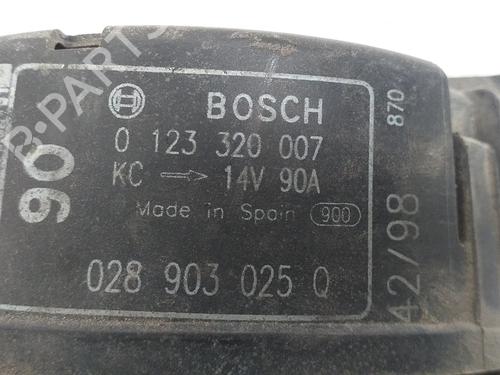 BOSCH
0 123 320 007
KC → 14V 90A
Made in Spain 900
028 903 025 Q
90
870
42/98
B-PARTS